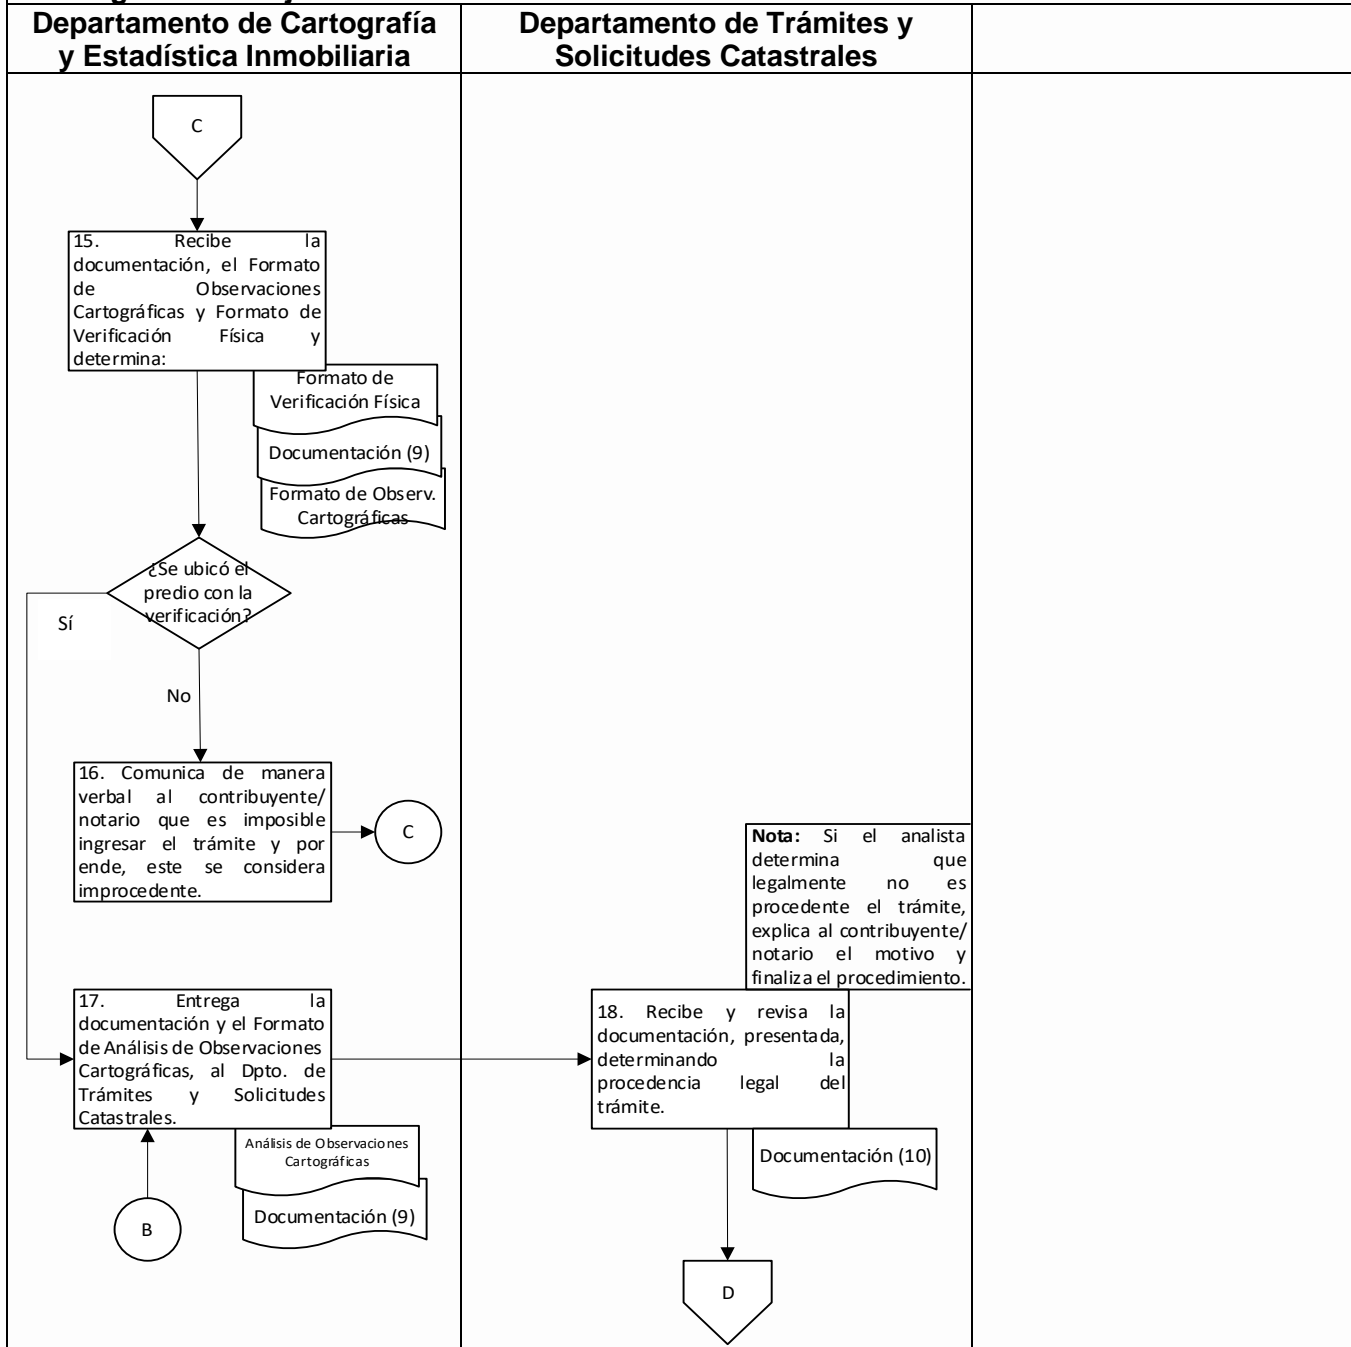 Departamento de Cartografía
y Estadística Inmobiliaria
Departamento de Trámites y
Solicitudes Catastrales
C
15. Recibe la
documentación, el Formato
de Observaciones
Cartográficas y Formato de
Verificación Física y
determina:
Formato de
Verificación Física
Documentación (9)
Formato de Observ.
Cartográficas
¿Se ubicó el
predio con la
verificación?
Sí
No
16. Comunica de manera
verbal al contribuyente/
notario que es imposible
ingresar el trámite y por
ende, este se considera
improcedente.
C
Nota: Si el analista
determina que
legalmente no es
procedente el trámite,
explica al contribuyente/
notario el motivo y
finaliza el procedimiento.
17. Entrega la
documentación y el Formato
de Análisis de Observaciones
Cartográficas, al Dpto. de
Trámites y Solicitudes
Catastrales.
18. Recibe y revisa la
documentación, presentada,
determinando la
procedencia legal del
trámite.
Análisis de Observaciones
Cartográficas
Documentación (9)
Documentación (10)
B
D